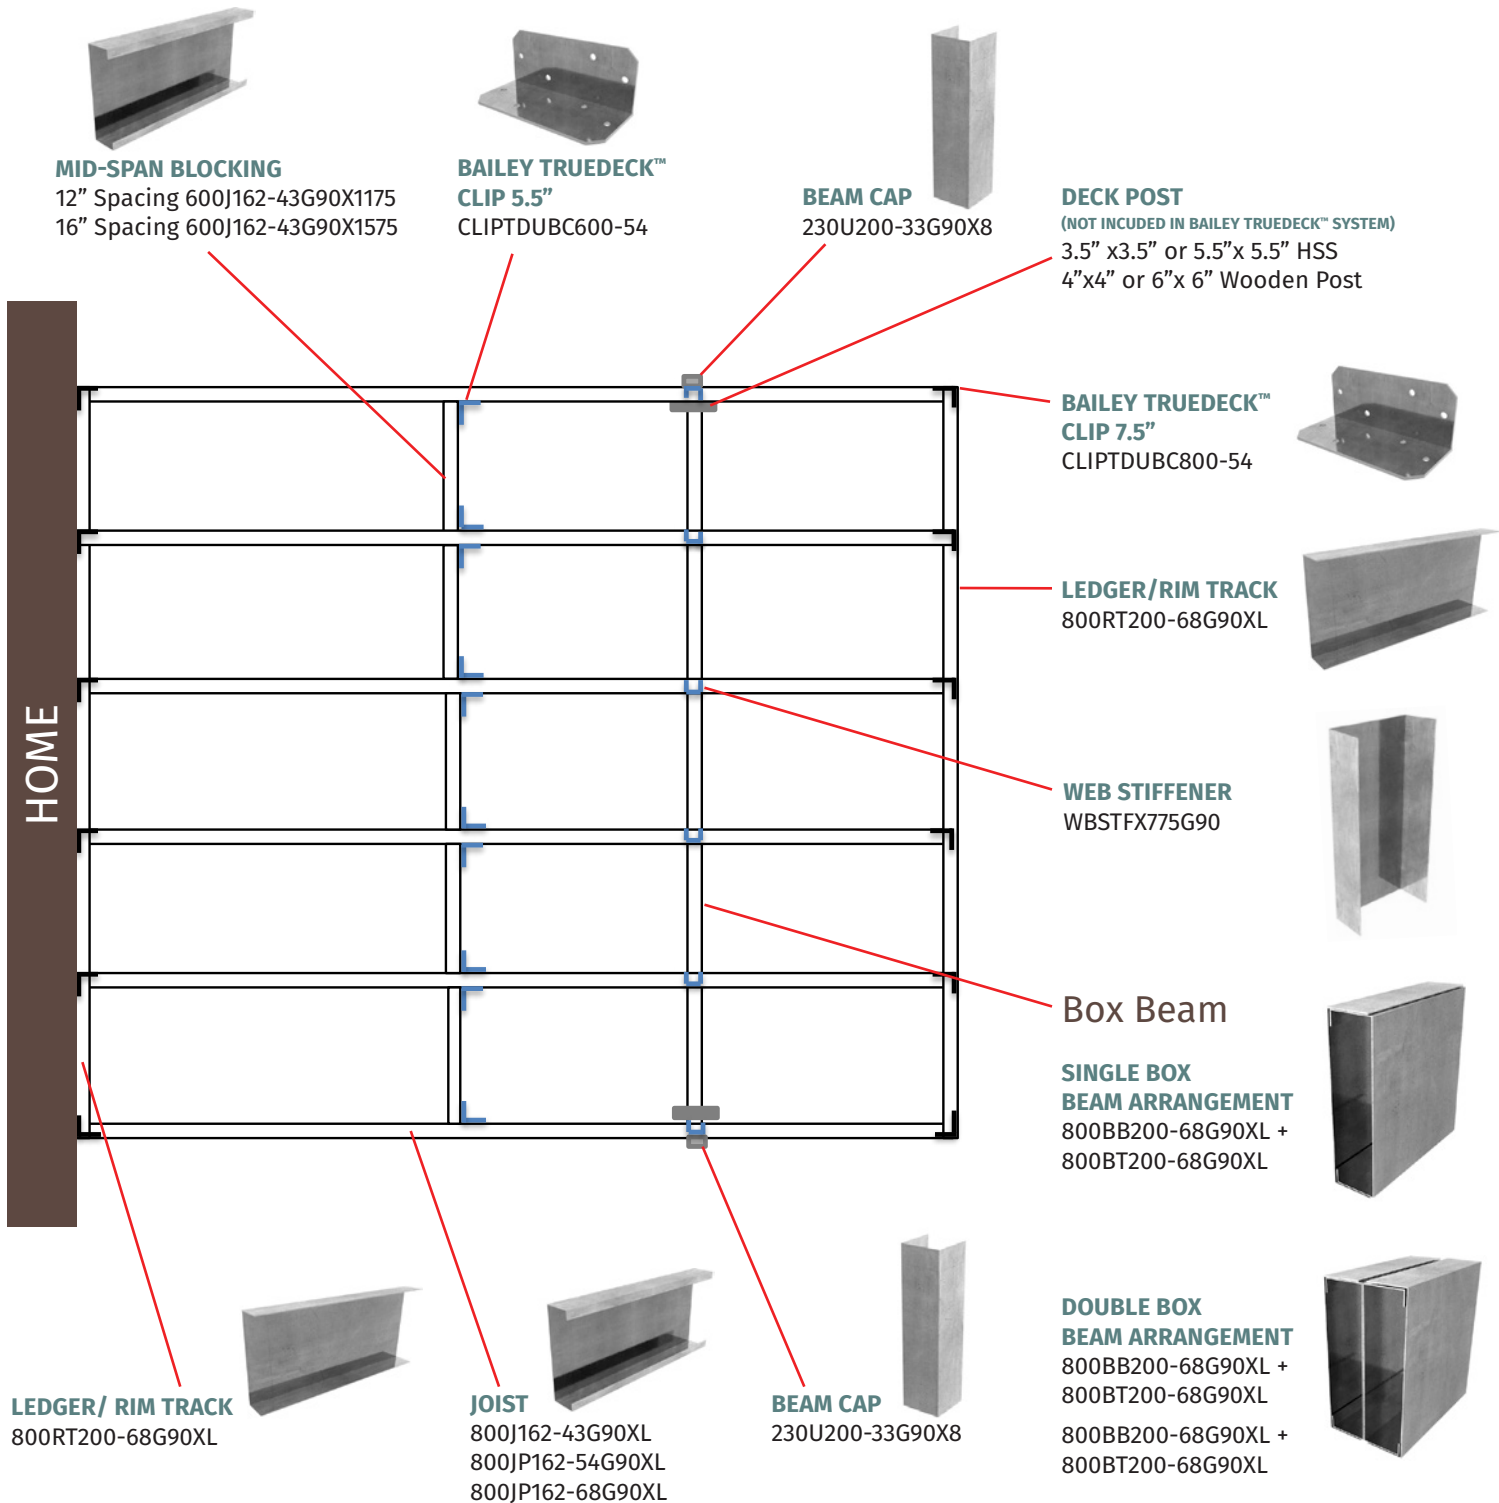 MID-SPAN BLOCKING
12” Spacing 600J162-43G90X1175
16” Spacing 600J162-43G90X1575
BAILEY TRUEDECK™
CLIP 5.5”
CLIPTDUBC600-54
BEAM CAP
230U200-33G90X8
DECK POST
(NOT INCUDED IN BAILEY TRUEDECK™ SYSTEM)
3.5” x3.5” or 5.5”x 5.5” HSS
4”x4” or 6”x 6” Wooden Post
BAILEY TRUEDECK™
CLIP 7.5”
CLIPTDUBC800-54
LEDGER/RIM TRACK
800RT200-68G90XL
HOME
WEB STIFFENER
WBSTFX775G90
Box Beam
SINGLE BOX
BEAM ARRANGEMENT
800BB200-68G90XL +
800BT200-68G90XL
DOUBLE BOX
BEAM ARRANGEMENT
800BB200-68G90XL +
800BT200-68G90XL
800BB200-68G90XL +
800BT200-68G90XL
LEDGER/ RIM TRACK
800RT200-68G90XL
JOIST
800J162-43G90XL
800JP162-54G90XL
800JP162-68G90XL
BEAM CAP
230U200-33G90X8